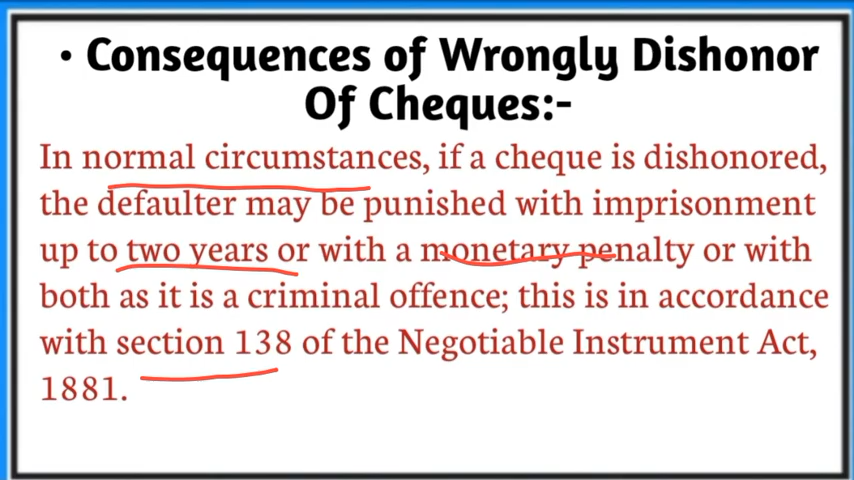 • Consequences of Wrongly Dishonor
Of Cheques:-
In normal circumstances, if a cheque is dishonored,
the defaulter may be punished with imprisonment
up to two years or with a monetary penalty or with
both as it is a criminal offence; this is in accordance
with section 138 of the Negotiable Instrument Act,
1881.